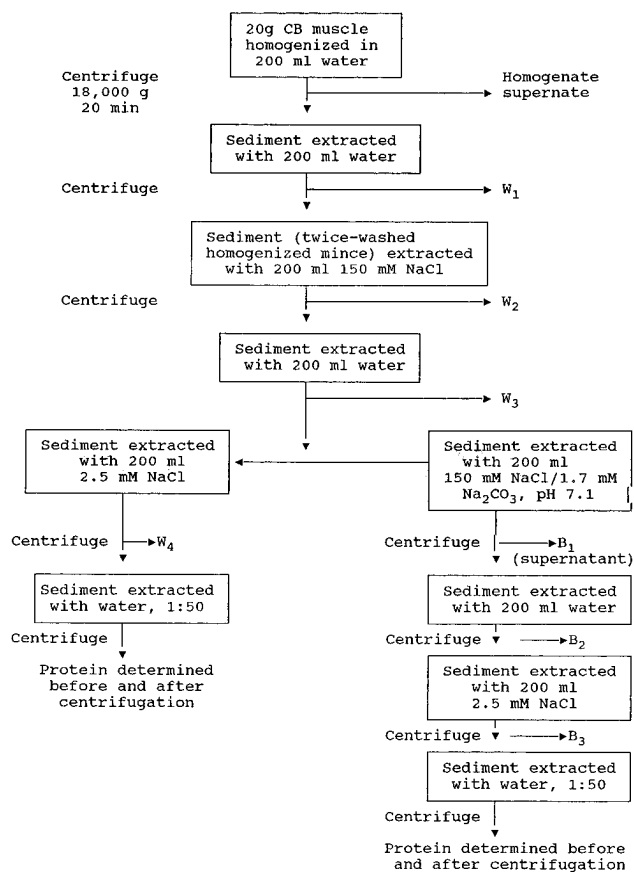 20g CB muscle
homogenized in
200 ml water
Centrifuge
18,000 g
20 min
Homogenate
supernate
Sediment extracted
with 200 ml water
Centrifuge
W1
Sediment (twice-washed
homogenized mince) extracted
with 200 ml 150 mM NaCl
Centrifuge
W2
Sediment extracted
with 200 ml water
W3
Sediment extracted
with 200 ml
2.5 mM NaCl
Centrifuge
W4
Sediment extracted
with water, 1:50
Centrifuge
Protein determined
before and after
centrifugation
Sediment extracted
with 200 ml
150 mM NaCl/1.7 mM
Na2CO3, pH 7.1
Centrifuge
B1
(supernatant)
Sediment extracted
with 200 ml water
Centrifuge
B2
Sediment extracted
with 200 ml
2.5 mM NaCl
Centrifuge
B3
Sediment extracted
with water, 1:50
Centrifuge
Protein determined before
and after centrifugation